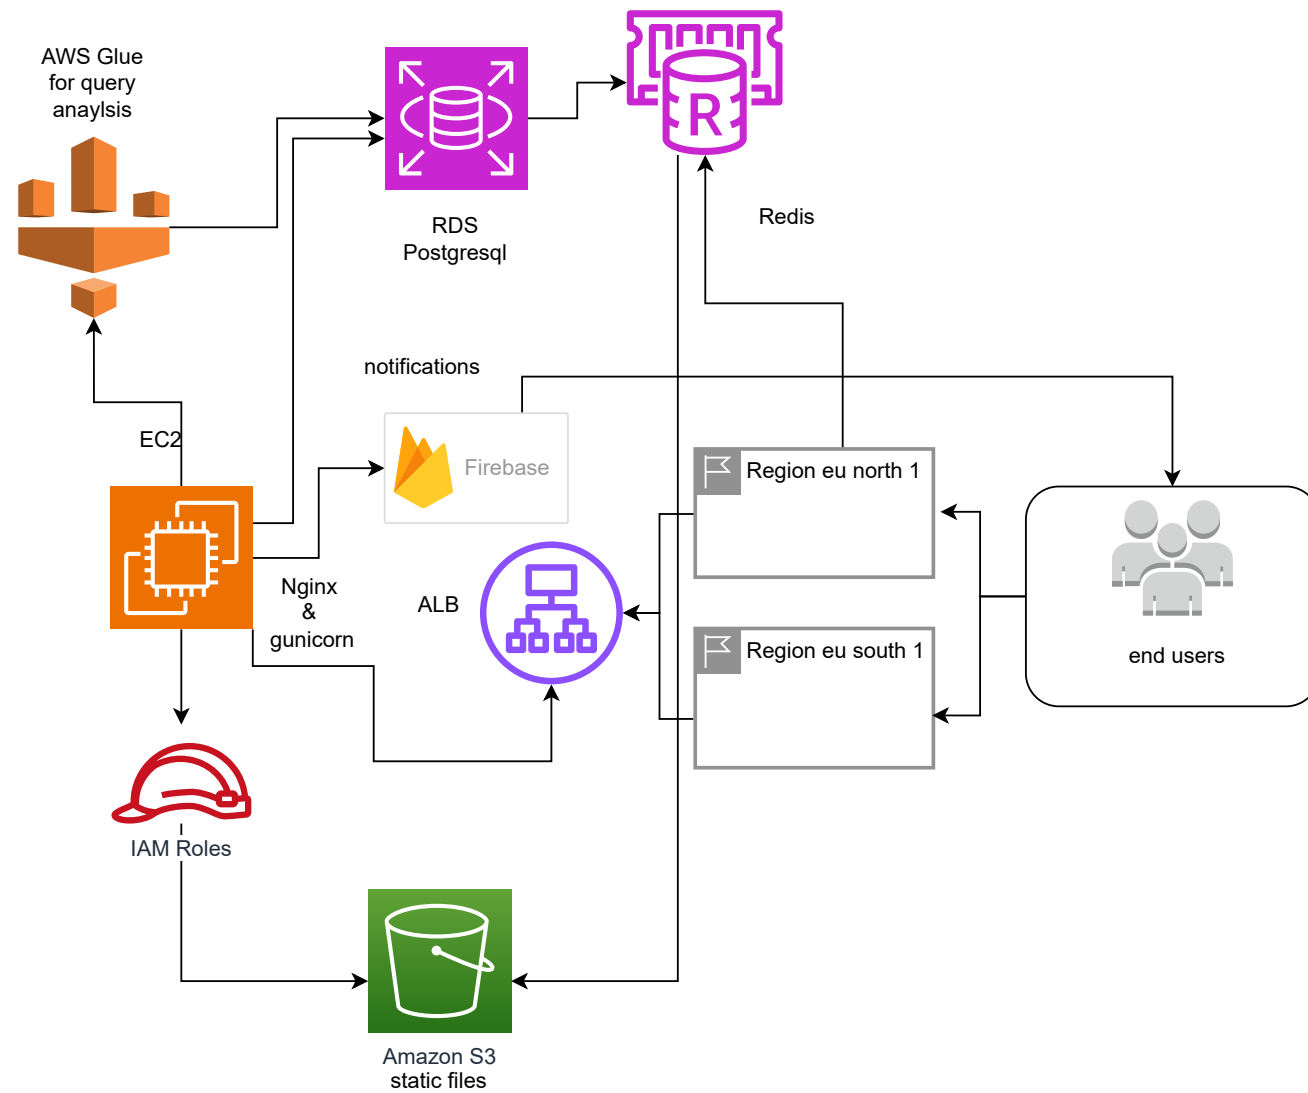 AWS Glue
for query
anaylsis
R
RDS
Postgresql
Redis
notifications
EC2
Firebase
Region eu north 1
Nginx
&
gunicorn
ALB
Region eu south 1
end users
IAM Roles
Amazon S3
static files